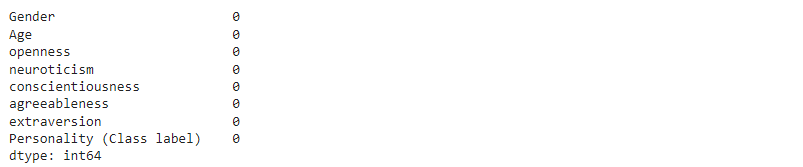 Gender 0
Age 0
openness 0
neuroticism 0
conscientiousness 0
agreeableness 0
extraversion 0
Personality (Class label) 0
dtype: int64